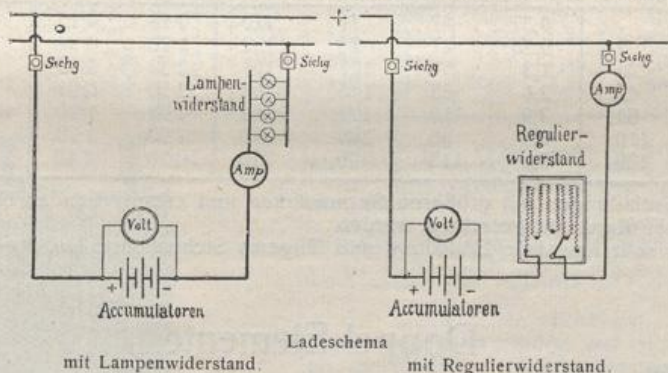 +
Sichg
Sichg
Lampen-
widerstand
Amp
Volt
+ -
Accumulatoren
Sichg
Sichg
Amp
Regulier-
widerstand
Volt
+ -
Accumulatoren
Ladeschema
mit Lampenwiderstand.
mit Regulierwiderstand.